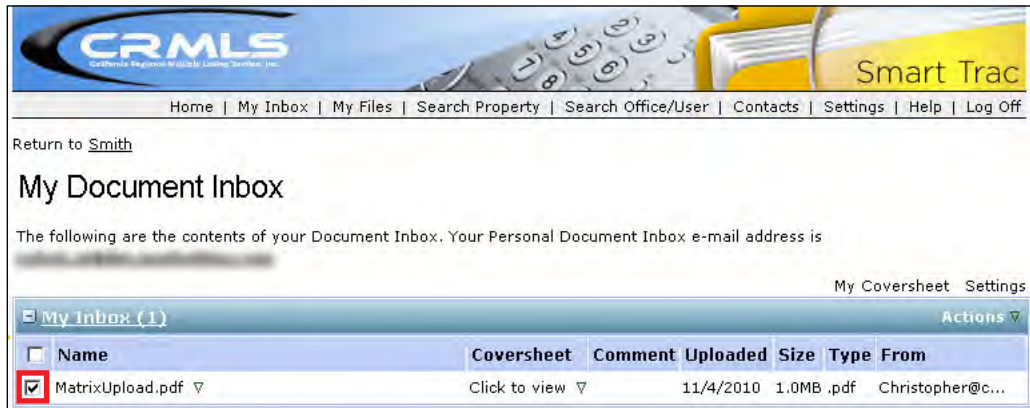 CRMLS
California Regional Multiple Listing Service, Inc.
Smart Trac
Home | My Inbox | My Files | Search Property | Search Office/User | Contacts | Settings | Help | Log Off
Return to Smith
My Document Inbox
The following are the contents of your Document Inbox. Your Personal Document Inbox e-mail address is
My Coversheet Settings
My Inbox (1) Actions
Name Coversheet Comment Uploaded Size Type From
MatrixUpload.pdf Click to view 11/4/2010 1.0MB .pdf Christopher@c...